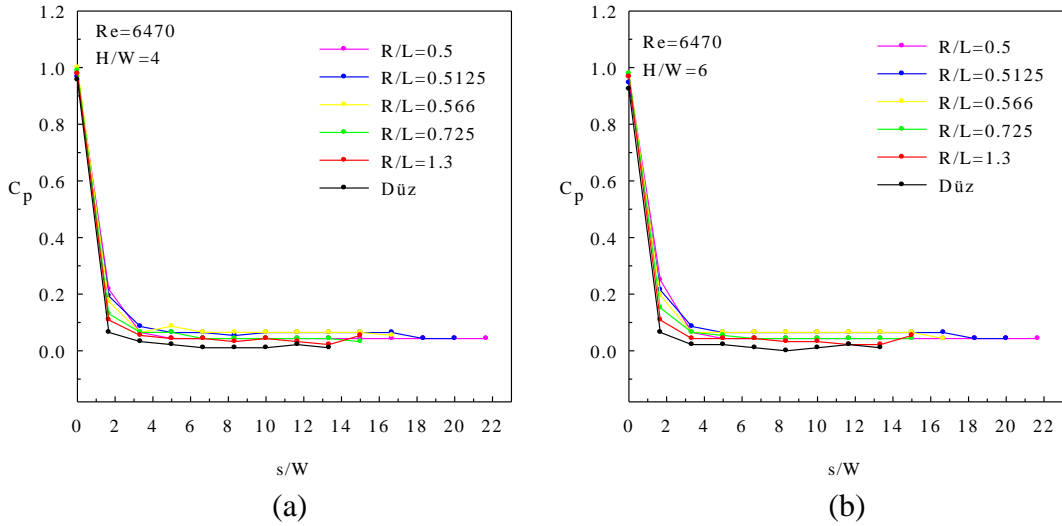 1.2
1.0
0.8
0.6
0.4
0.2
0.0
C_p
Re=6470
H/W=4
R/L=0.5
R/L=0.5125
R/L=0.566
R/L=0.725
R/L=1.3
Düz
0 2 4 6 8 10 12 14 16 18 20 22
s/W
(a)
1.2
1.0
0.8
0.6
0.4
0.2
0.0
C_p
Re=6470
H/W=6
R/L=0.5
R/L=0.5125
R/L=0.566
R/L=0.725
R/L=1.3
Düz
0 2 4 6 8 10 12 14 16 18 20 22
s/W
(b)